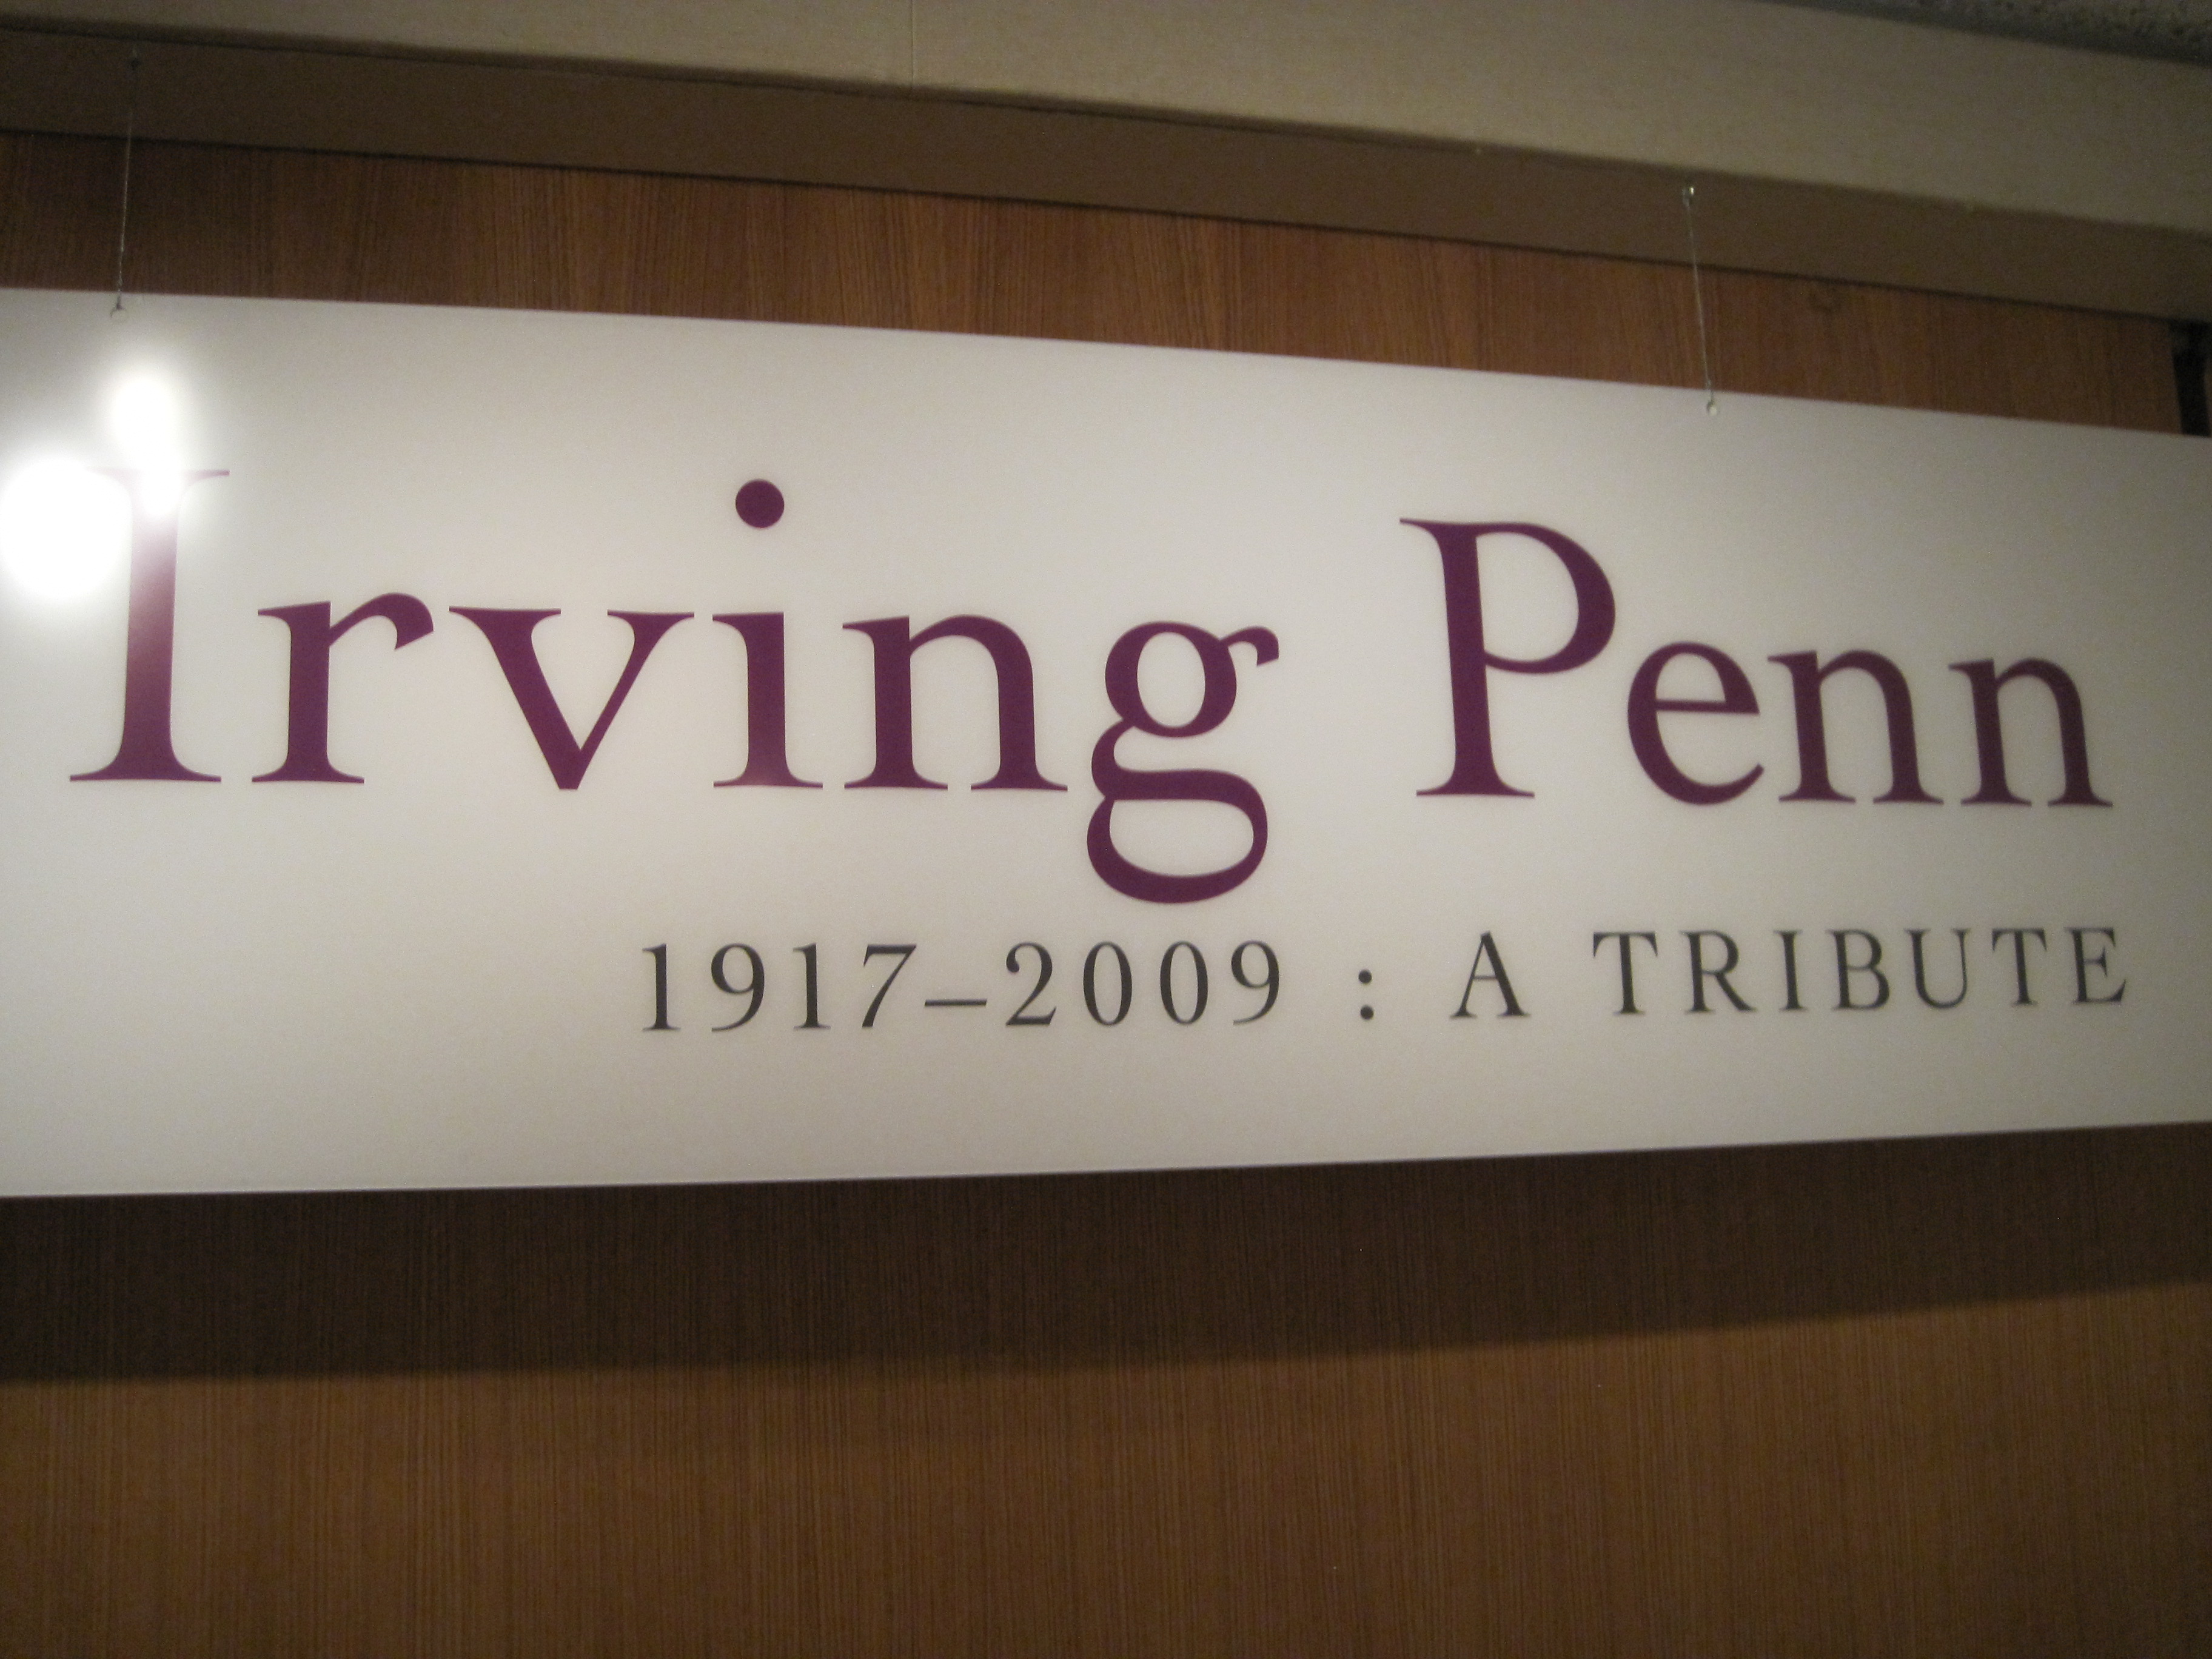 Irving Penn
1917–2009 : A TRIBUTE